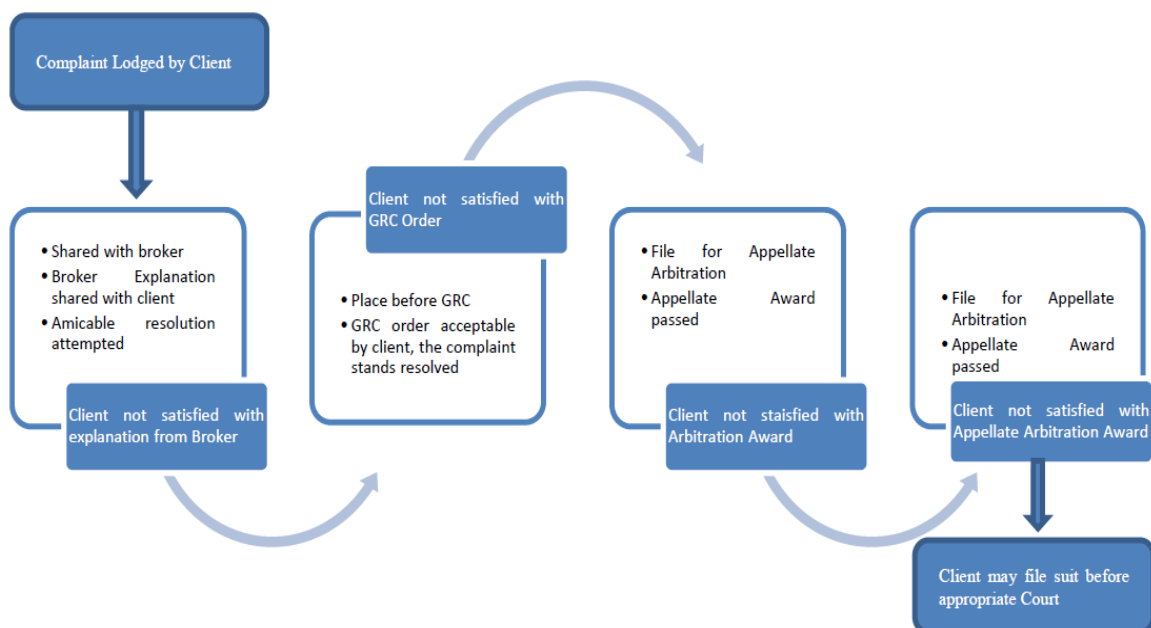 Complaint Lodged by Client
• Shared with broker
• Broker Explanation
shared with client
• Amicable resolution
attempted
Client not satisfied with
explanation from Broker
Client not satisfied with
GRC Order
• Place before GRC
• GRC order acceptable
by client, the complaint
stands resolved
• File for Appellate
Arbitration
• Appellate Award
passed
Client not staisfied with
Arbitration Award
• File for Appellate
Arbitration
• Appellate Award
passed
Client not satisfied with
Appellate Arbitration Award
Client may file suit before
appropriate Court